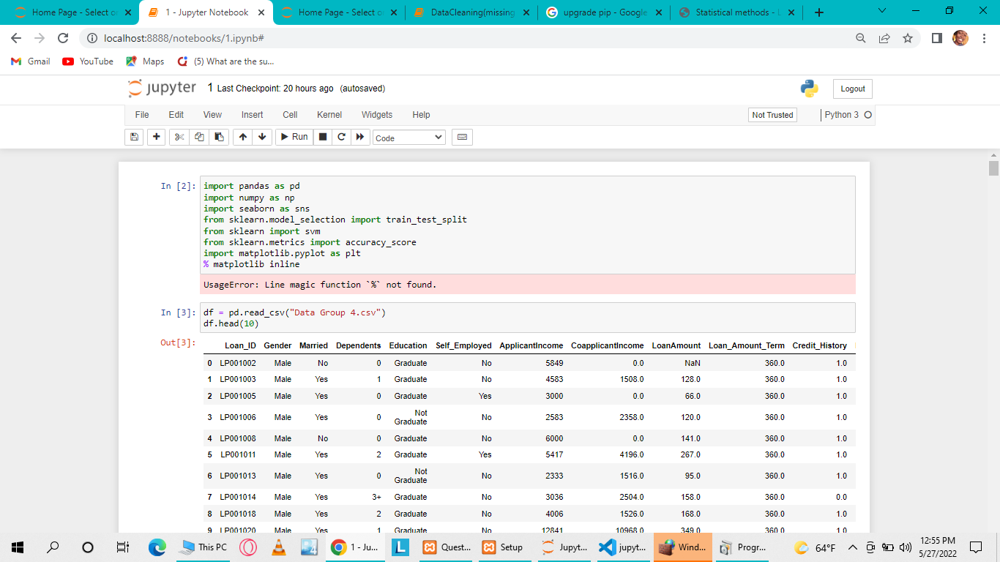 Home Page - Select o
1 - Jupyter Notebook
Home Page - Select o
DataCleaning(missing
upgrade pip - Google
Statistical methods -
localhost:8888/notebooks/1.ipynb#
Gmail YouTube Maps (5) What are the su...
jupyter 1 Last Checkpoint: 20 hours ago (autosaved) Logout
File Edit View Insert Cell Kernel Widgets Help Not Trusted Python 3
Run Code
In [2]: import pandas as pd
import numpy as np
import seaborn as sns
from sklearn.model_selection import train_test_split
from sklearn import svm
from sklearn.metrics import accuracy_score
import matplotlib.pyplot as plt
% matplotlib inline
UsageError: Line magic function `%` not found.
In [3]: df = pd.read_csv("Data Group 4.csv")
df.head(10)
Out[3]:
Loan_ID Gender Married Dependents Education Self_Employed ApplicantIncome CoapplicantIncome LoanAmount Loan_Amount_Term Credit_History
0 LP001002 Male No 0 Graduate No 5849 0.0 NaN 360.0 1.0
1 LP001003 Male Yes 1 Graduate No 4583 1508.0 128.0 360.0 1.0
2 LP001005 Male Yes 0 Graduate Yes 3000 0.0 66.0 360.0 1.0
3 LP001006 Male Yes 0 Not Graduate No 2583 2358.0 120.0 360.0 1.0
4 LP001008 Male No 0 Graduate No 6000 0.0 141.0 360.0 1.0
5 LP001011 Male Yes 2 Graduate Yes 5417 4196.0 267.0 360.0 1.0
6 LP001013 Male Yes 0 Not Graduate No 2333 1516.0 95.0 360.0 1.0
7 LP001014 Male Yes 3+ Graduate No 3036 2504.0 158.0 360.0 0.0
8 LP001018 Male Yes 2 Graduate No 4006 1526.0 168.0 360.0 1.0
9 LP001020 Male Yes 1 Graduate No 12841 10968.0 349.0 360.0 1.0
This PC 1 - Ju... Quest... Setup Jupyt... jupyt... Wind... Progr... 64°F 12:55 PM
5/27/2022